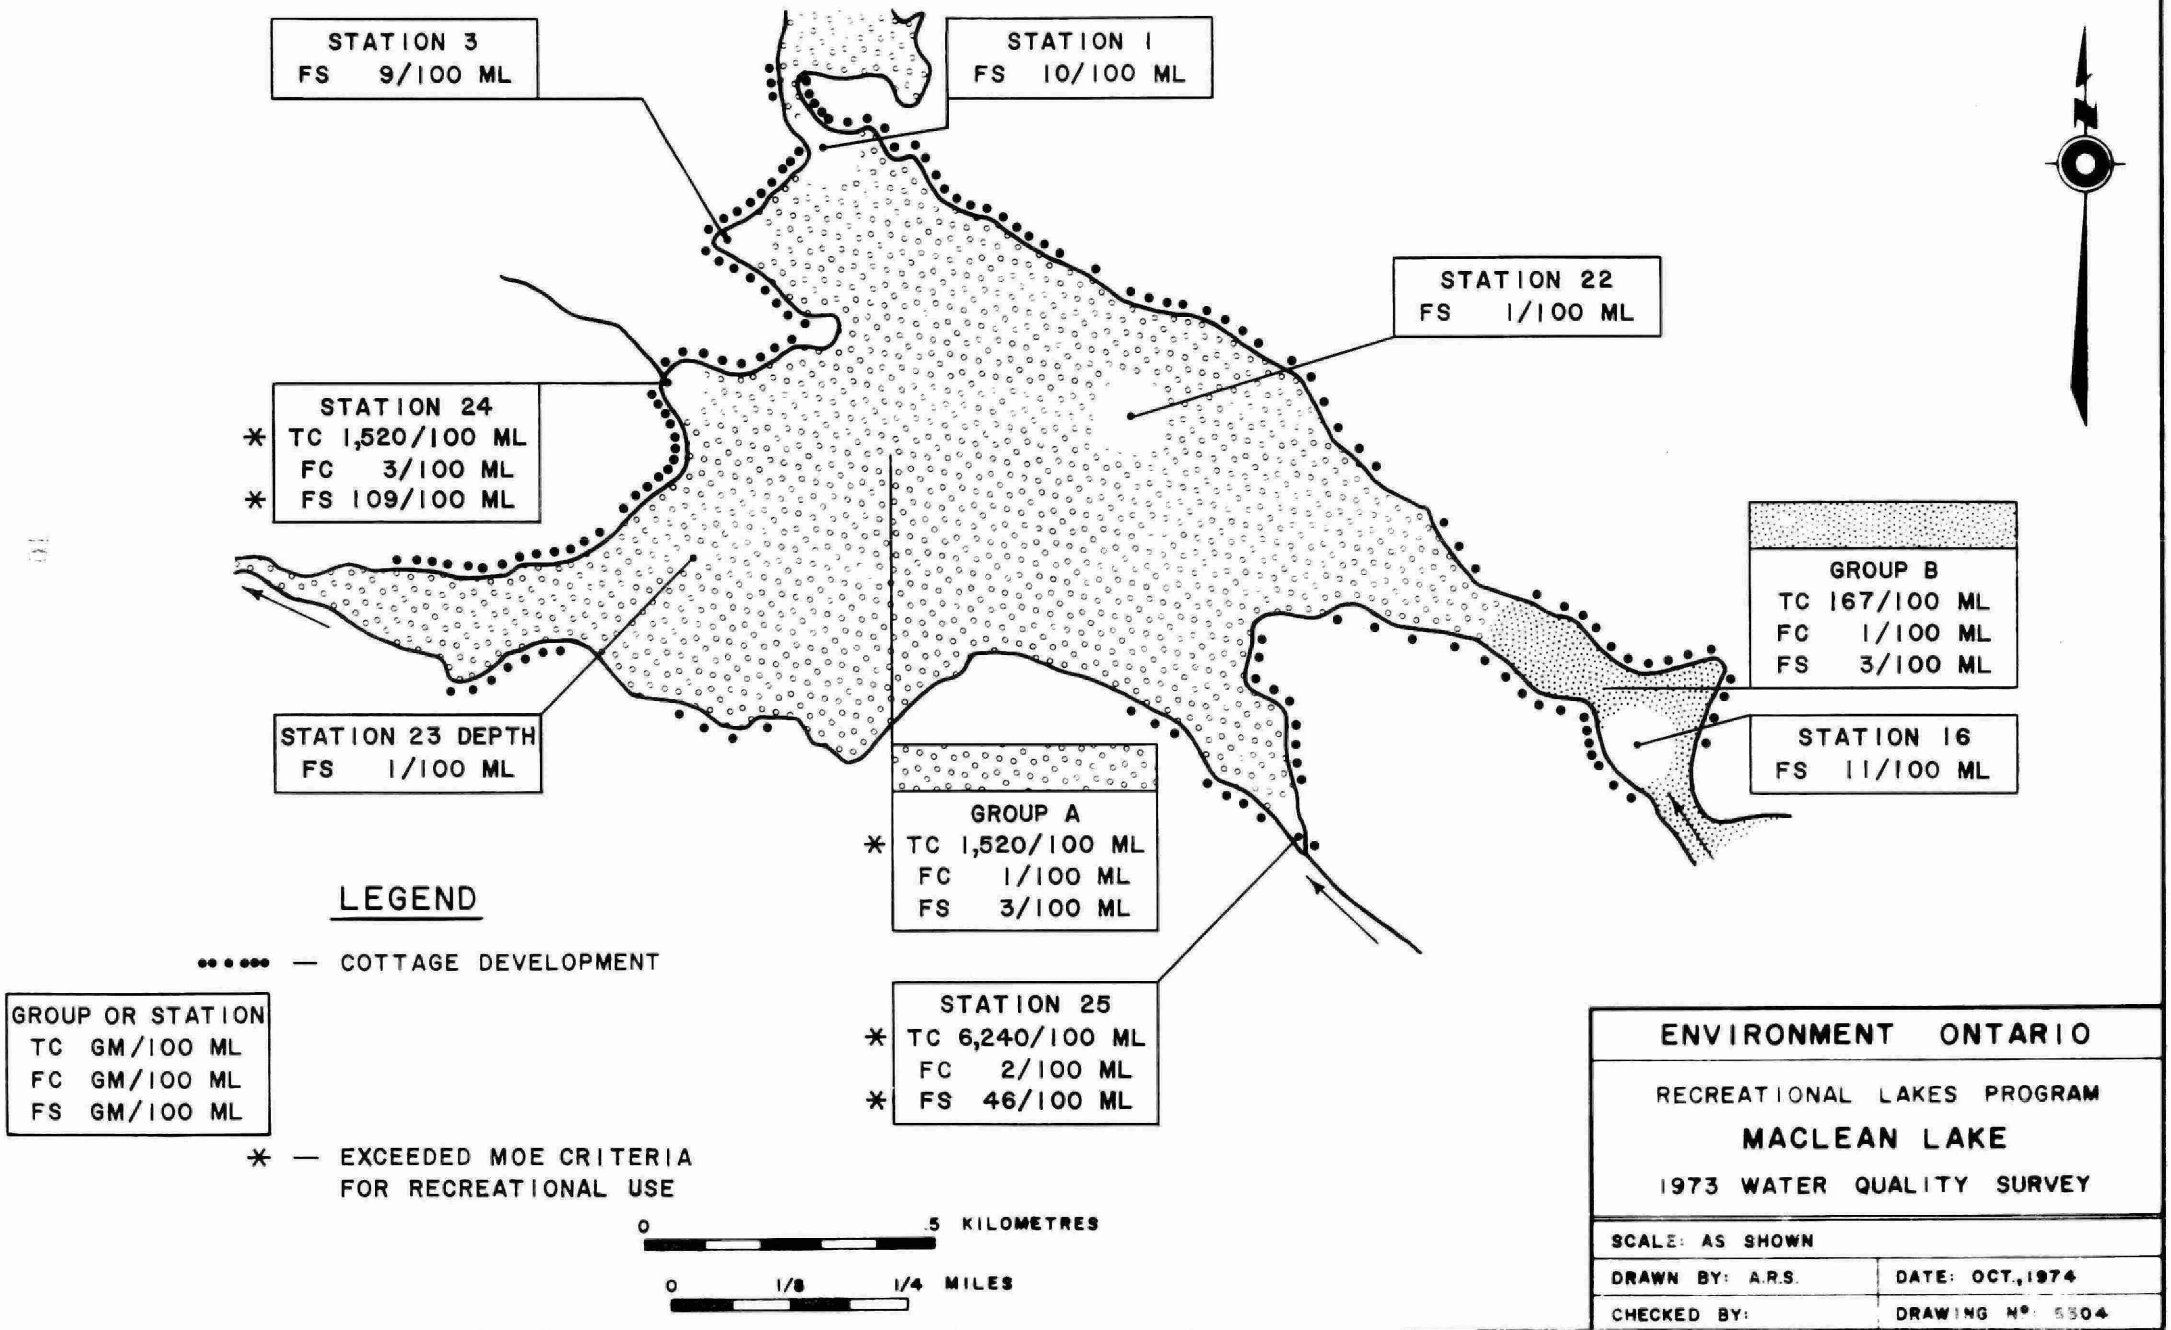 STATION 3
FS 9/100 ML
STATION 1
FS 10/100 ML
N
STATION 22
FS 1/100 ML
STATION 24
* TC 1,520/100 ML
FC 3/100 ML
* FS 109/100 ML
GROUP B
TC 167/100 ML
FC 1/100 ML
FS 3/100 ML
STATION 23 DEPTH
FS 1/100 ML
STATION 16
FS 11/100 ML
GROUP A
* TC 1,520/100 ML
FC 1/100 ML
FS 3/100 ML
STATION 25
* TC 6,240/100 ML
FC 2/100 ML
* FS 46/100 ML
LEGEND
— COTTAGE DEVELOPMENT
GROUP OR STATION
TC GM/100 ML
FC GM/100 ML
FS GM/100 ML
* — EXCEEDED MOE CRITERIA
FOR RECREATIONAL USE
0 .5 KILOMETRES
0 1/8 1/4 MILES
ENVIRONMENT ONTARIO
RECREATIONAL LAKES PROGRAM
MACLEAN LAKE
1973 WATER QUALITY SURVEY
SCALE: AS SHOWN
DRAWN BY: A.R.S.
DATE: OCT.,1974
CHECKED BY:
DRAWING Nº: